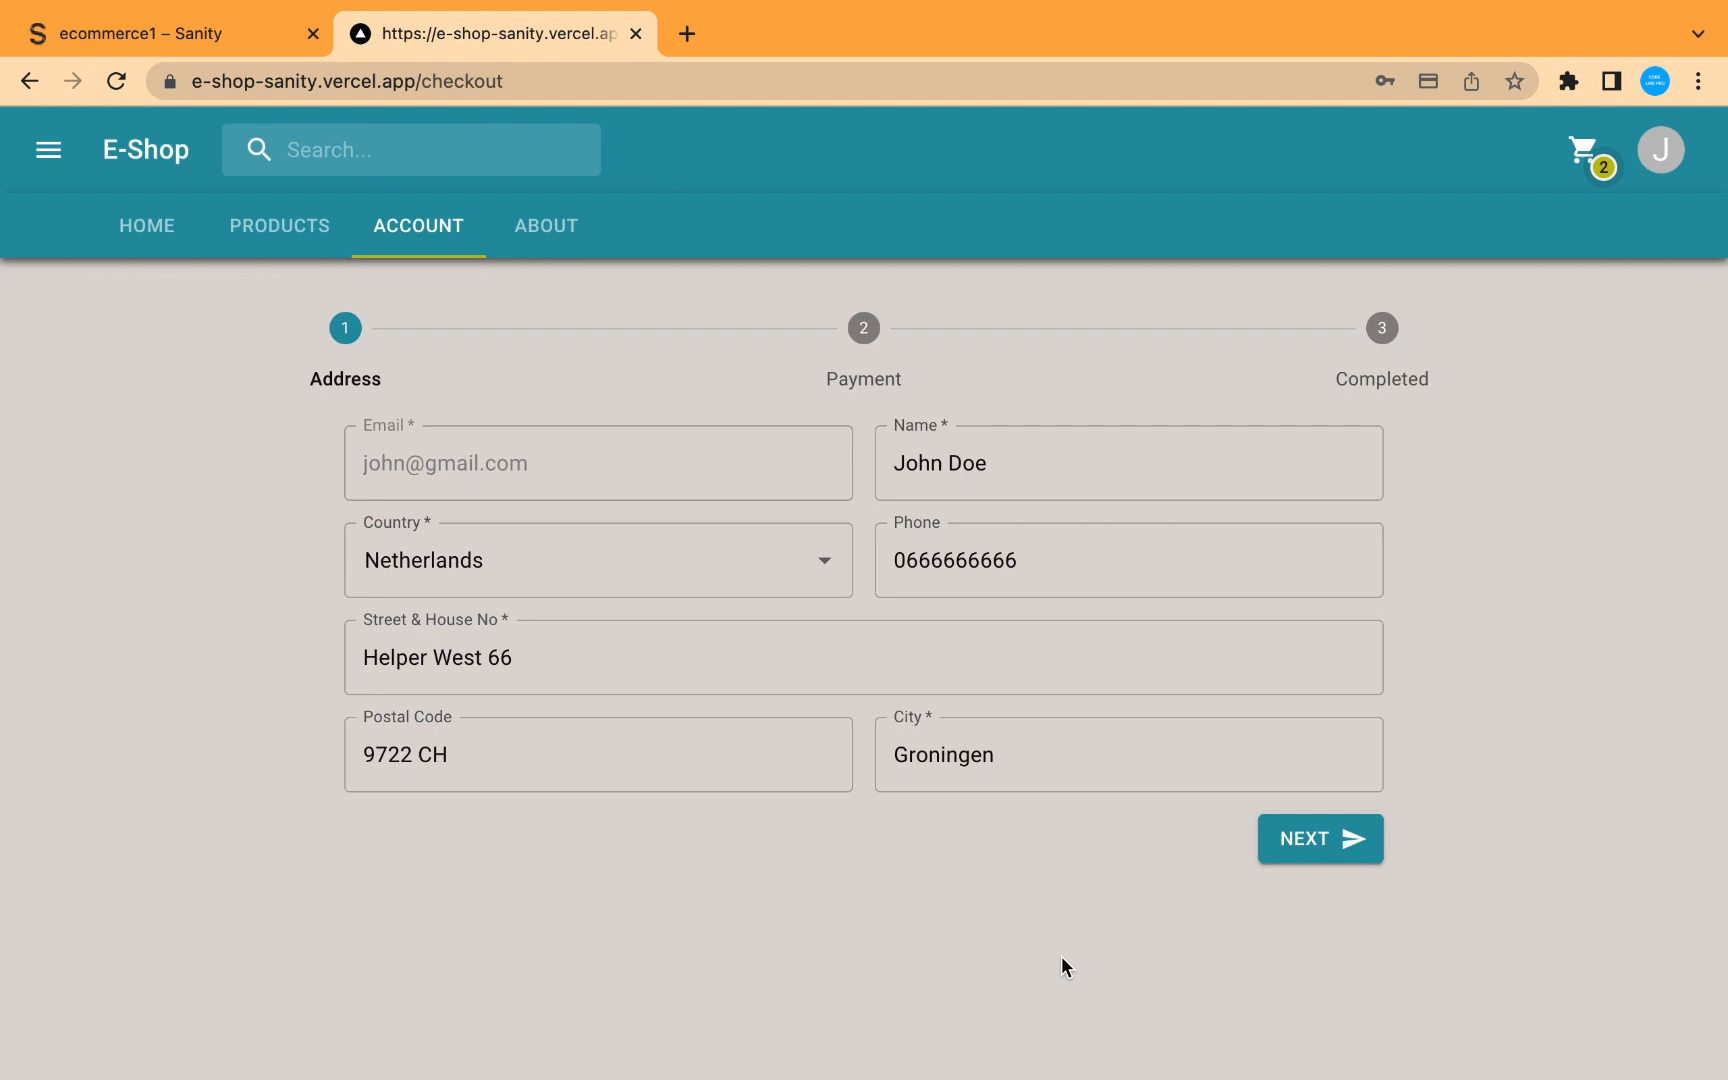 ecommerce1 – Sanity
https://e-shop-sanity.vercel.ap
e-shop-sanity.vercel.app/checkout
E-Shop
Search...
2
J
HOME
PRODUCTS
ACCOUNT
ABOUT
1
2
3
Address
Payment
Completed
Email *
john@gmail.com
Name *
John Doe
Country *
Netherlands
Phone
0666666666
Street & House No *
Helper West 66
Postal Code
9722 CH
City *
Groningen
NEXT